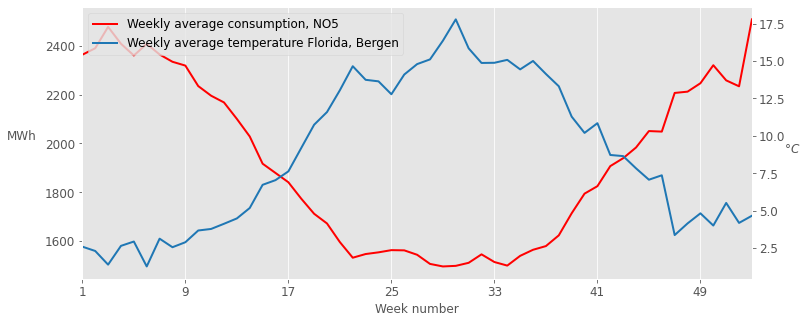 Weekly average consumption, NO5
Weekly average temperature Florida, Bergen
2400
2200
2000
1800
1600
MWh
17.5
15.0
12.5
10.0
7.5
5.0
2.5
°C
1 9 17 25 33 41 49
Week number